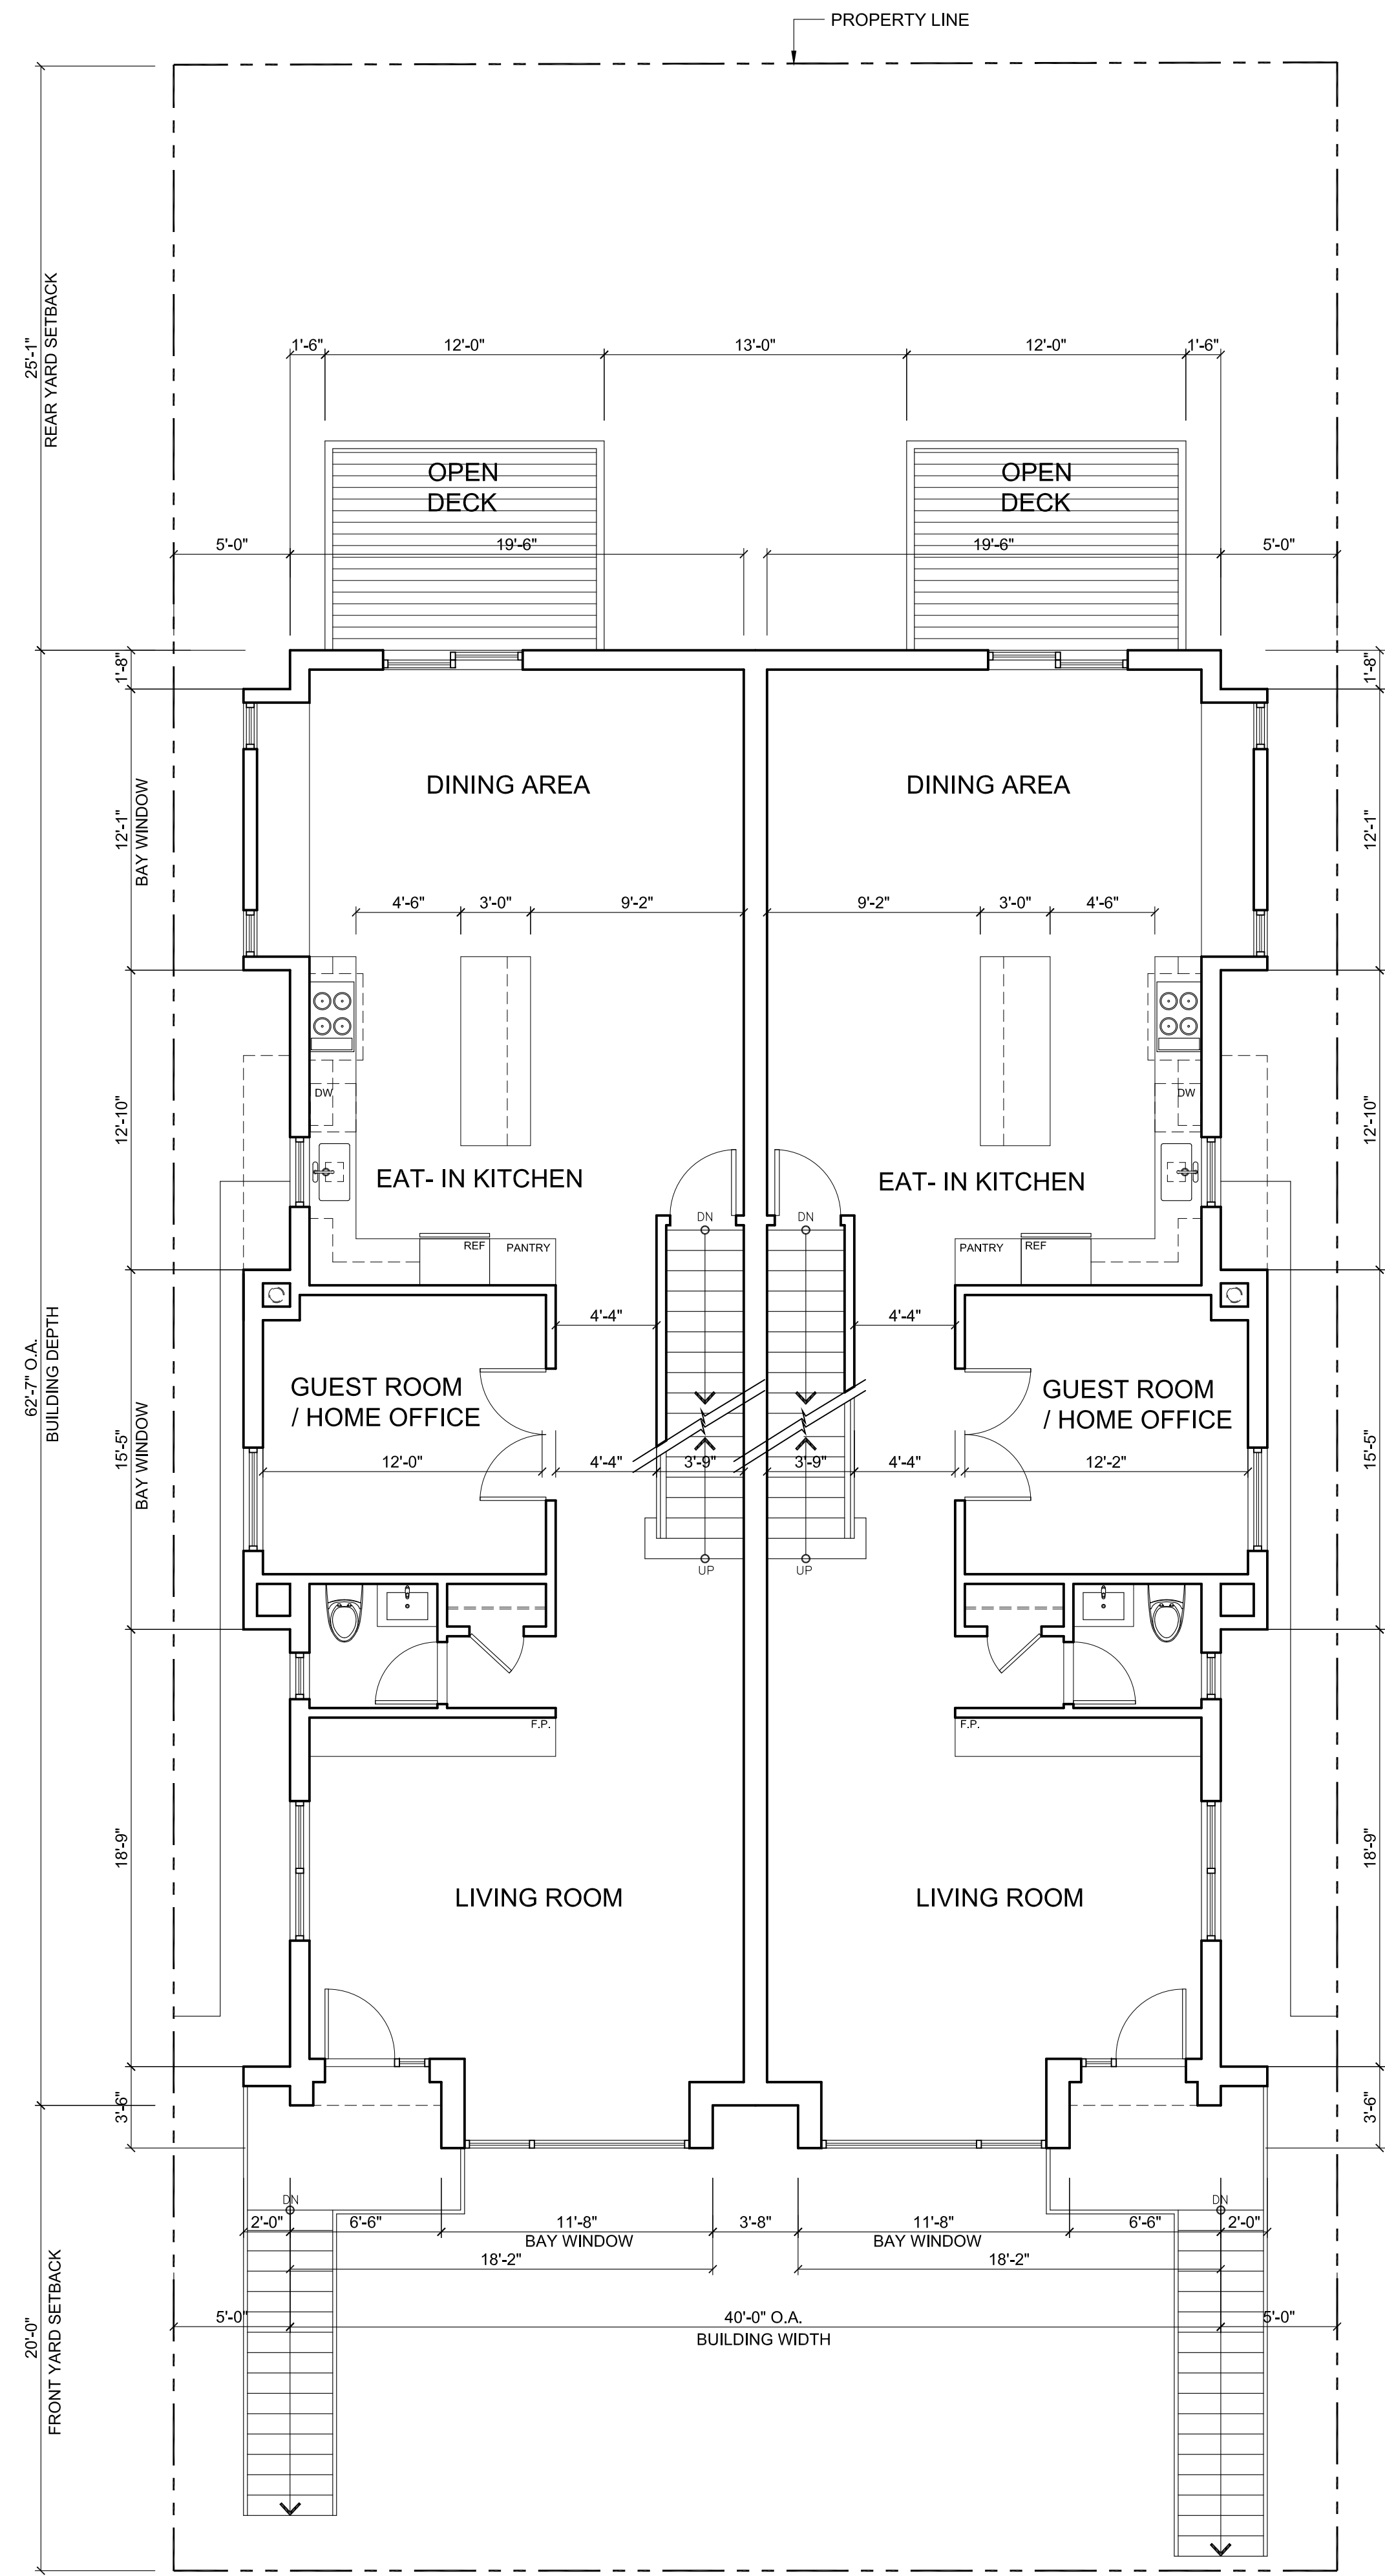 PROPERTY LINE
25'-1"
REAR YARD SETBACK
1'-6"
12'-0"
13'-0"
12'-0"
1'-6"
OPEN
DECK
OPEN
DECK
5'-0"
19'-6"
19'-6"
5'-0"
1'-8"
1'-8"
DINING AREA
DINING AREA
12'-1"
BAY WINDOW
12'-1"
4'-6"
3'-0"
9'-2"
9'-2"
3'-0"
4'-6"
DW
DW
12'-10"
12'-10"
EAT- IN KITCHEN
EAT- IN KITCHEN
DN
DN
REF
PANTRY
PANTRY
REF
4'-4"
4'-4"
62'-7" O.A.
BUILDING DEPTH
GUEST ROOM
/ HOME OFFICE
GUEST ROOM
/ HOME OFFICE
15'-5"
BAY WINDOW
15'-5"
12'-0"
4'-4"
3'-9"
3'-9"
4'-4"
12'-2"
UP
UP
F.P.
F.P.
18'-9"
18'-9"
LIVING ROOM
LIVING ROOM
3'-6"
3'-6"
DN
DN
2'-0"
6'-6"
11'-8"
BAY WINDOW
3'-8"
11'-8"
BAY WINDOW
6'-6"
2'-0"
18'-2"
18'-2"
20'-0"
FRONT YARD SETBACK
5'-0"
40'-0" O.A.
BUILDING WIDTH
5'-0"